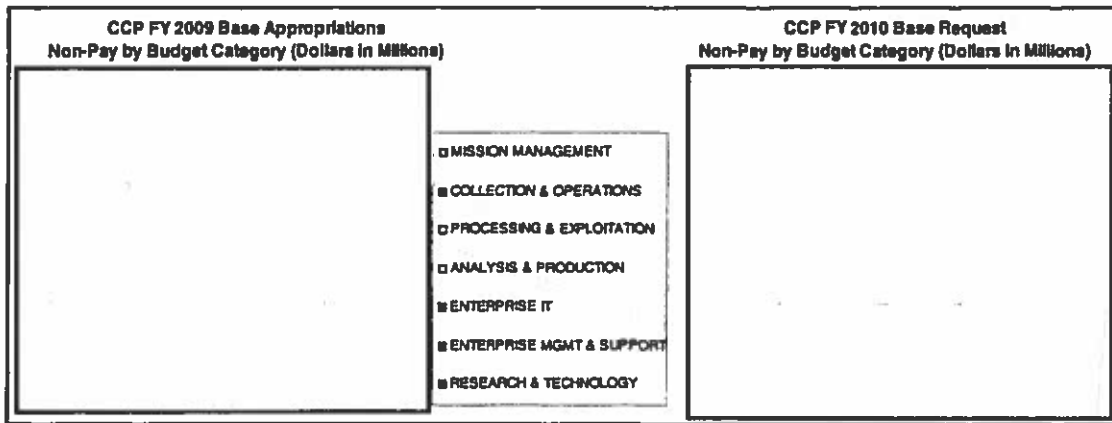 CCP FY 2009 Base Appropriations
Non-Pay by Budget Category (Dollars in Millions)
MISSION MANAGEMENT
COLLECTION & OPERATIONS
PROCESSING & EXPLOITATION
ANALYSIS & PRODUCTION
ENTERPRISE IT
ENTERPRISE MGMT & SUPPORT
RESEARCH & TECHNOLOGY
CCP FY 2010 Base Request
Non-Pay by Budget Category (Dollars in Millions)